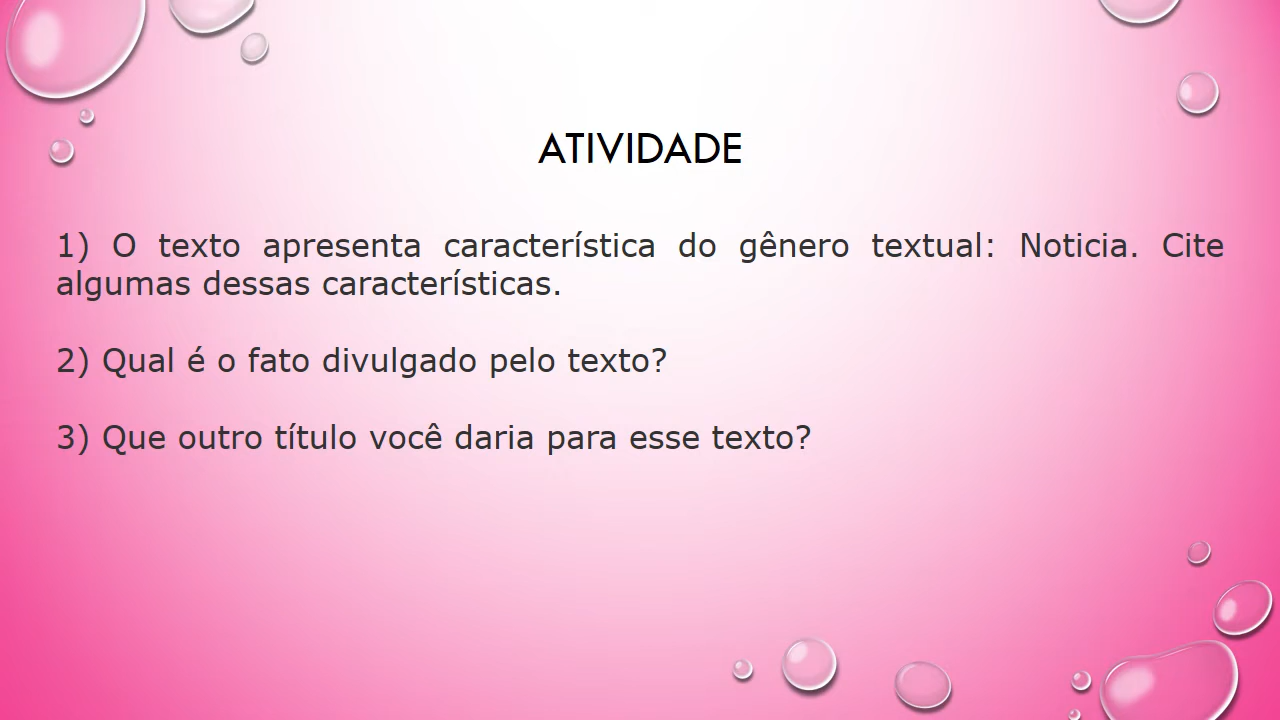 ATIVIDADE
1) O texto apresenta característica do gênero textual: Noticia. Cite
algumas dessas características.
2) Qual é o fato divulgado pelo texto?
3) Que outro título você daria para esse texto?